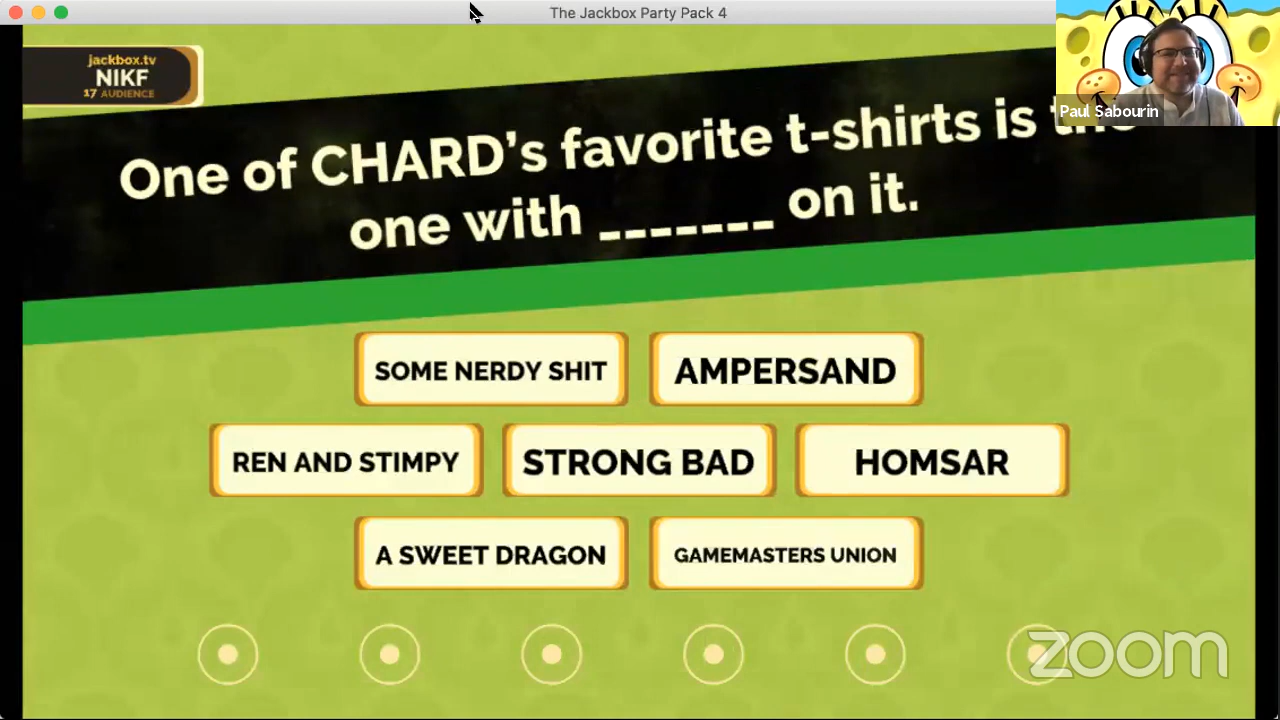 The Jackbox Party Pack 4
jackbox.tv
NIKF
17 AUDIENCE
Paul Sabourin
One of CHARD's favorite t-shirts is the
one with _______ on it.
SOME NERDY SHIT
AMPERSAND
REN AND STIMPY
STRONG BAD
HOMSAR
A SWEET DRAGON
GAMEMASTERS UNION
zoom